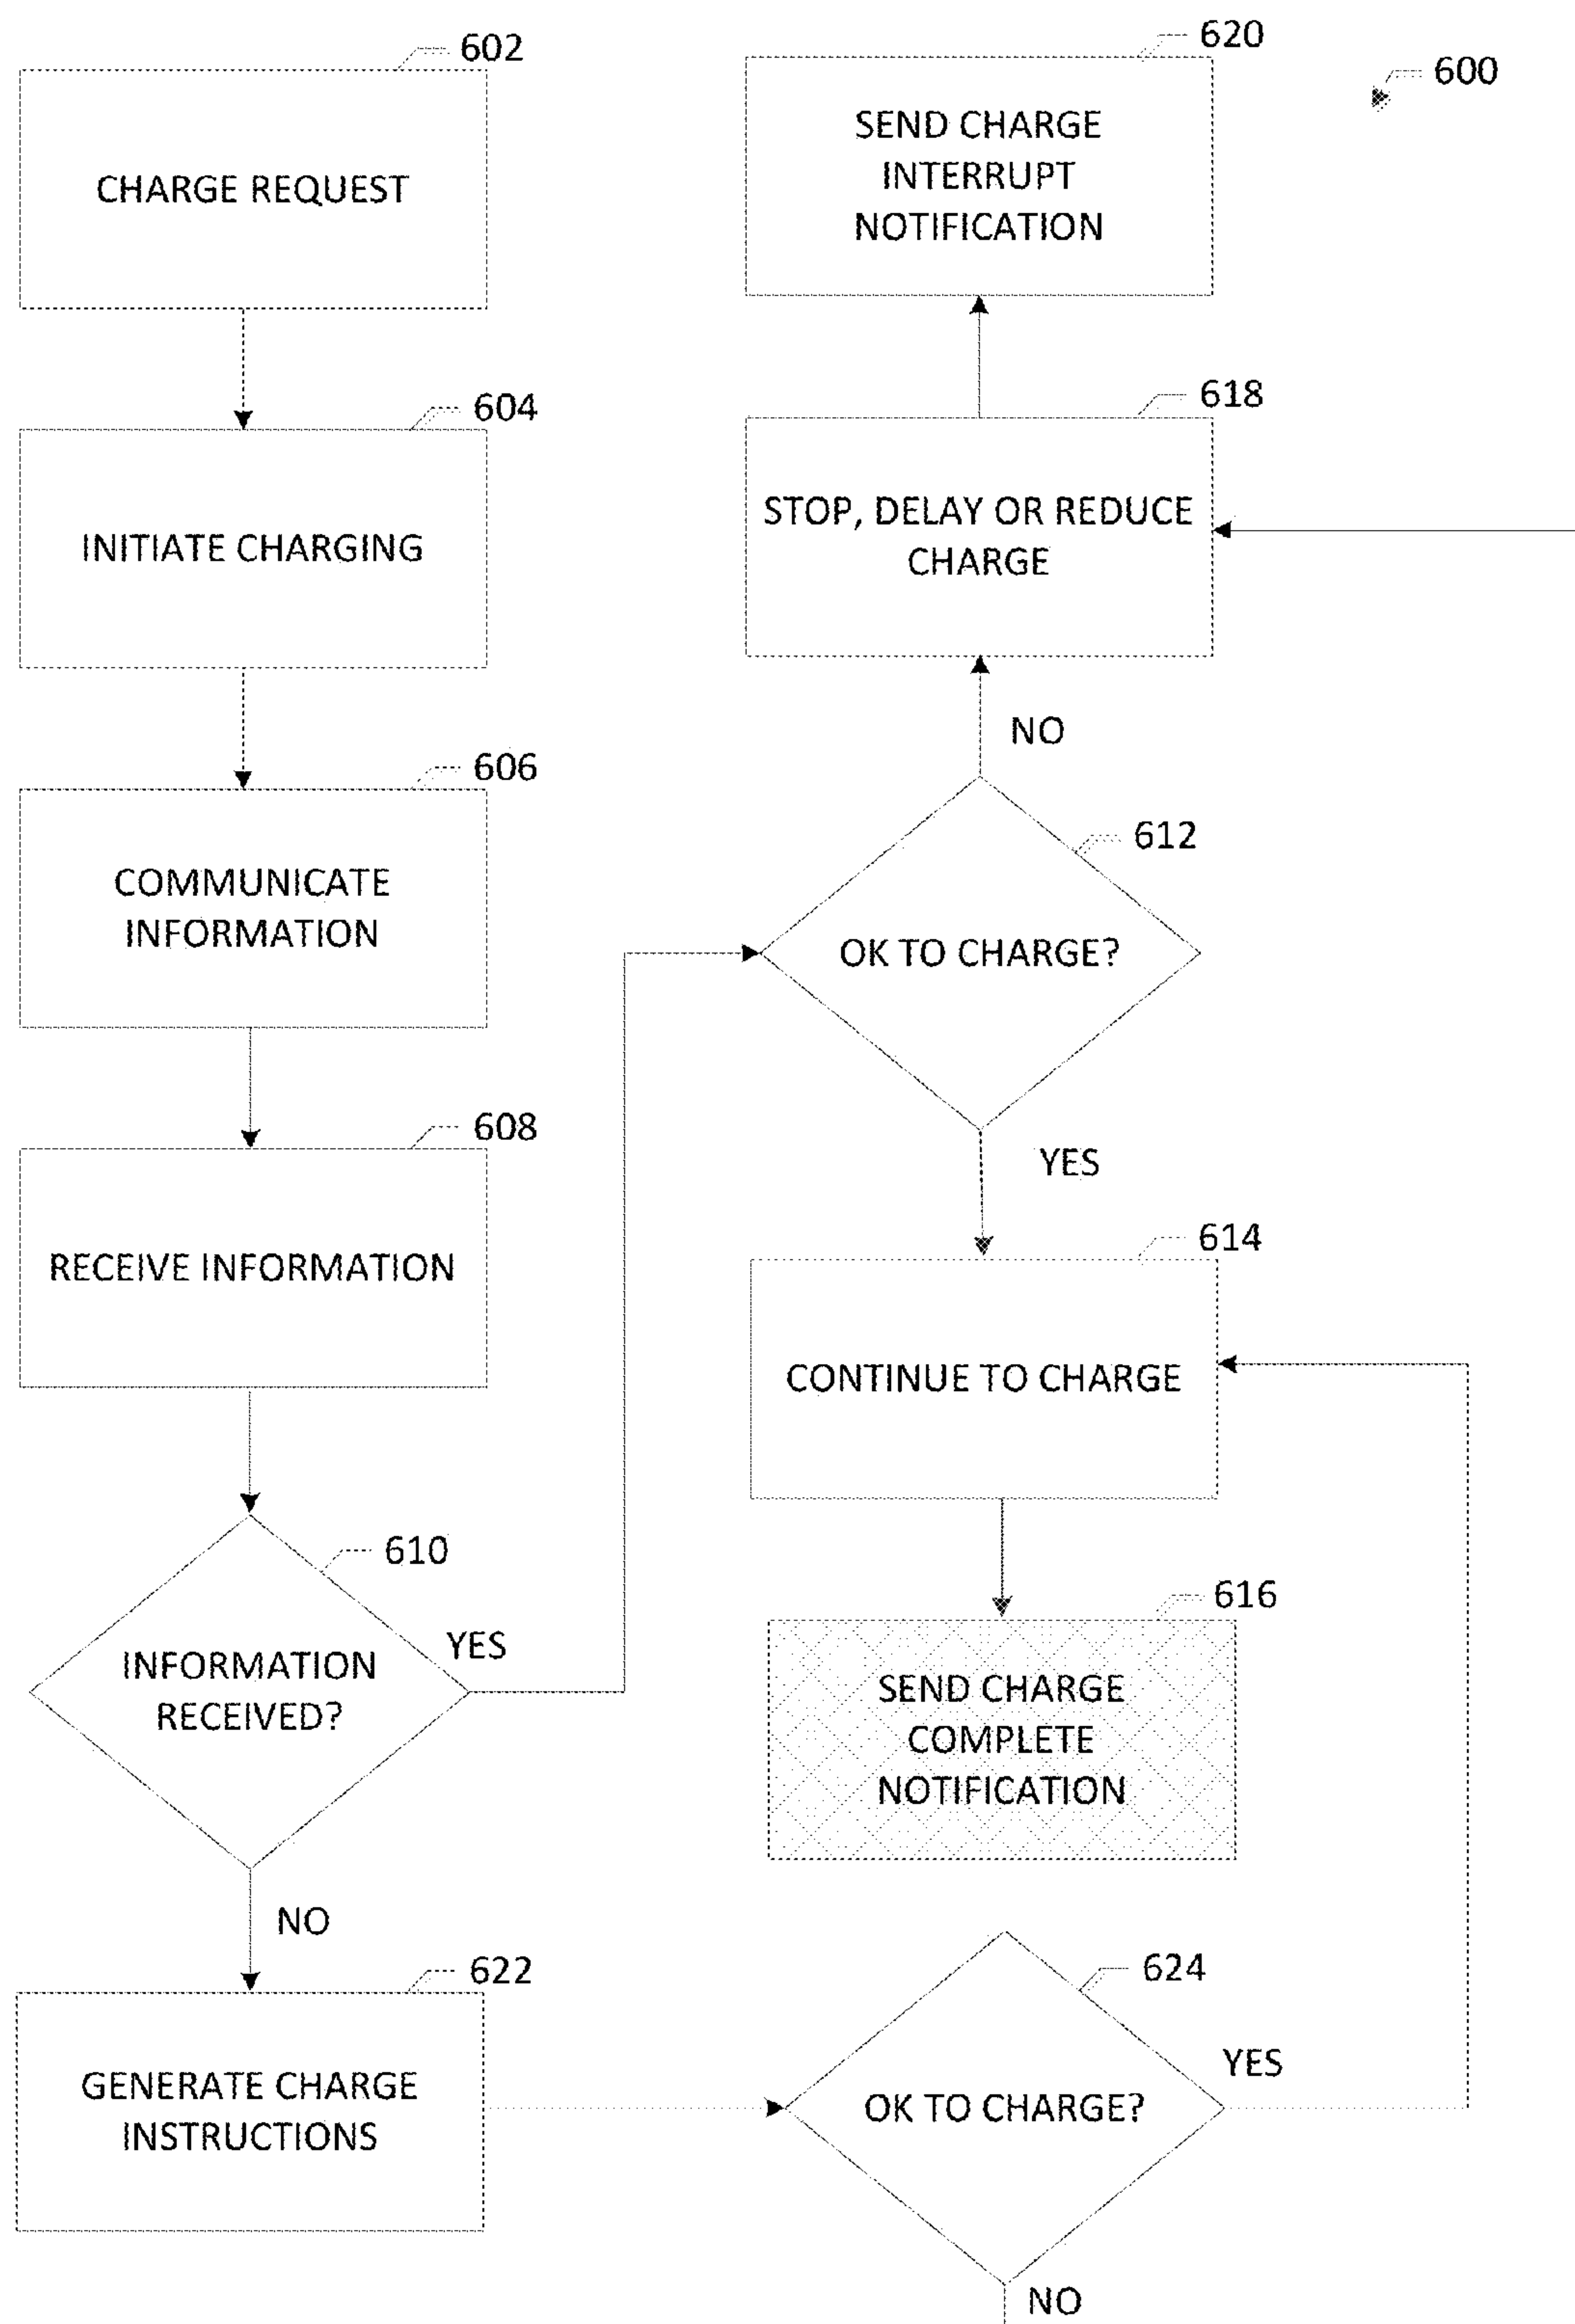 602
CHARGE REQUEST
604
INITIATE CHARGING
606
COMMUNICATE
INFORMATION
608
RECEIVE INFORMATION
610
INFORMATION
RECEIVED?
YES
NO
622
GENERATE CHARGE
INSTRUCTIONS
620
SEND CHARGE
INTERRUPT
NOTIFICATION
618
STOP, DELAY OR REDUCE
CHARGE
NO
612
OK TO CHARGE?
YES
614
CONTINUE TO CHARGE
616
SEND CHARGE
COMPLETE
NOTIFICATION
624
OK TO CHARGE?
YES
NO
600